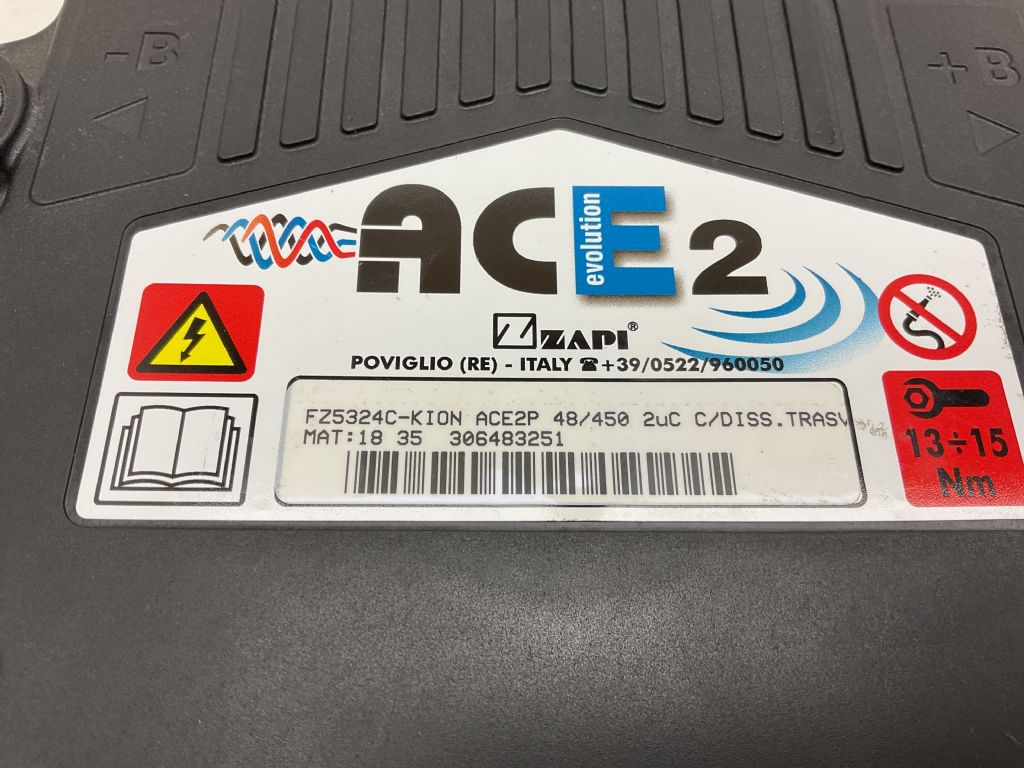 -B
+B
ACE 2
evolution
ZAPI®
POVIGLIO (RE) - ITALY ☎+39/0522/960050
FZ5324C-KION ACE2P 48/450 2uC C/DISS.TRASV
MAT:18 35 306483251
13÷15
Nm